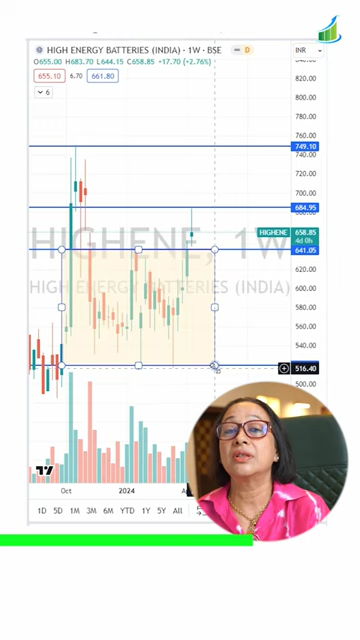 HIGH ENERGY BATTERIES (INDIA) · 1W · BSE
D
INR
O655.00 H683.70 L644.15 C658.85 +17.70 (+2.76%)
655.10
6.70
661.80
6
820.00
800.00
780.00
760.00
749.10
740.00
720.00
700.00
684.95
HIGHENE
658.85
4d 0h
641.05
HIGHENE, 1W
HIGH ENERGY BATTERIES (INDIA)
620.00
600.00
580.00
560.00
540.00
516.40
500.00
Oct
2024
1D 5D 1M 3M 6M YTD 1Y 5Y All